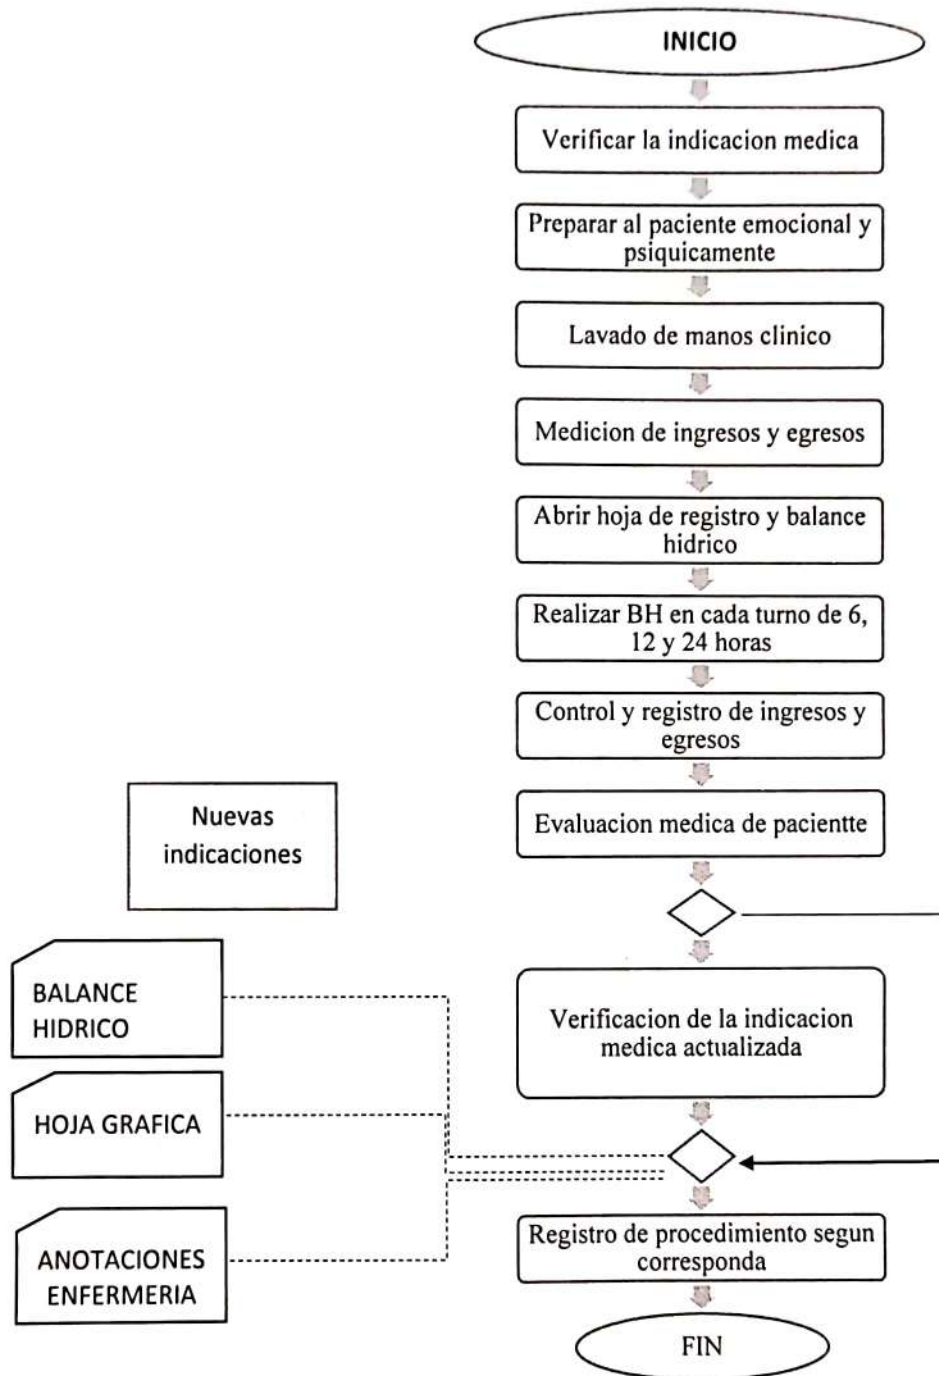 INICIO
Verificar la indicacion medica
Preparar al paciente emocional y
psiquicamente
Lavado de manos clinico
Medicion de ingresos y egresos
Abrir hoja de registro y balance
hidrico
Realizar BH en cada turno de 6,
12 y 24 horas
Control y registro de ingresos y
egresos
Evaluacion medica de pacientte
Nuevas
indicaciones
Verificacion de la indicacion
medica actualizada
BALANCE
HIDRICO
HOJA GRAFICA
ANOTACIONES
ENFERMERIA
Registro de procedimiento segun
corresponda
FIN